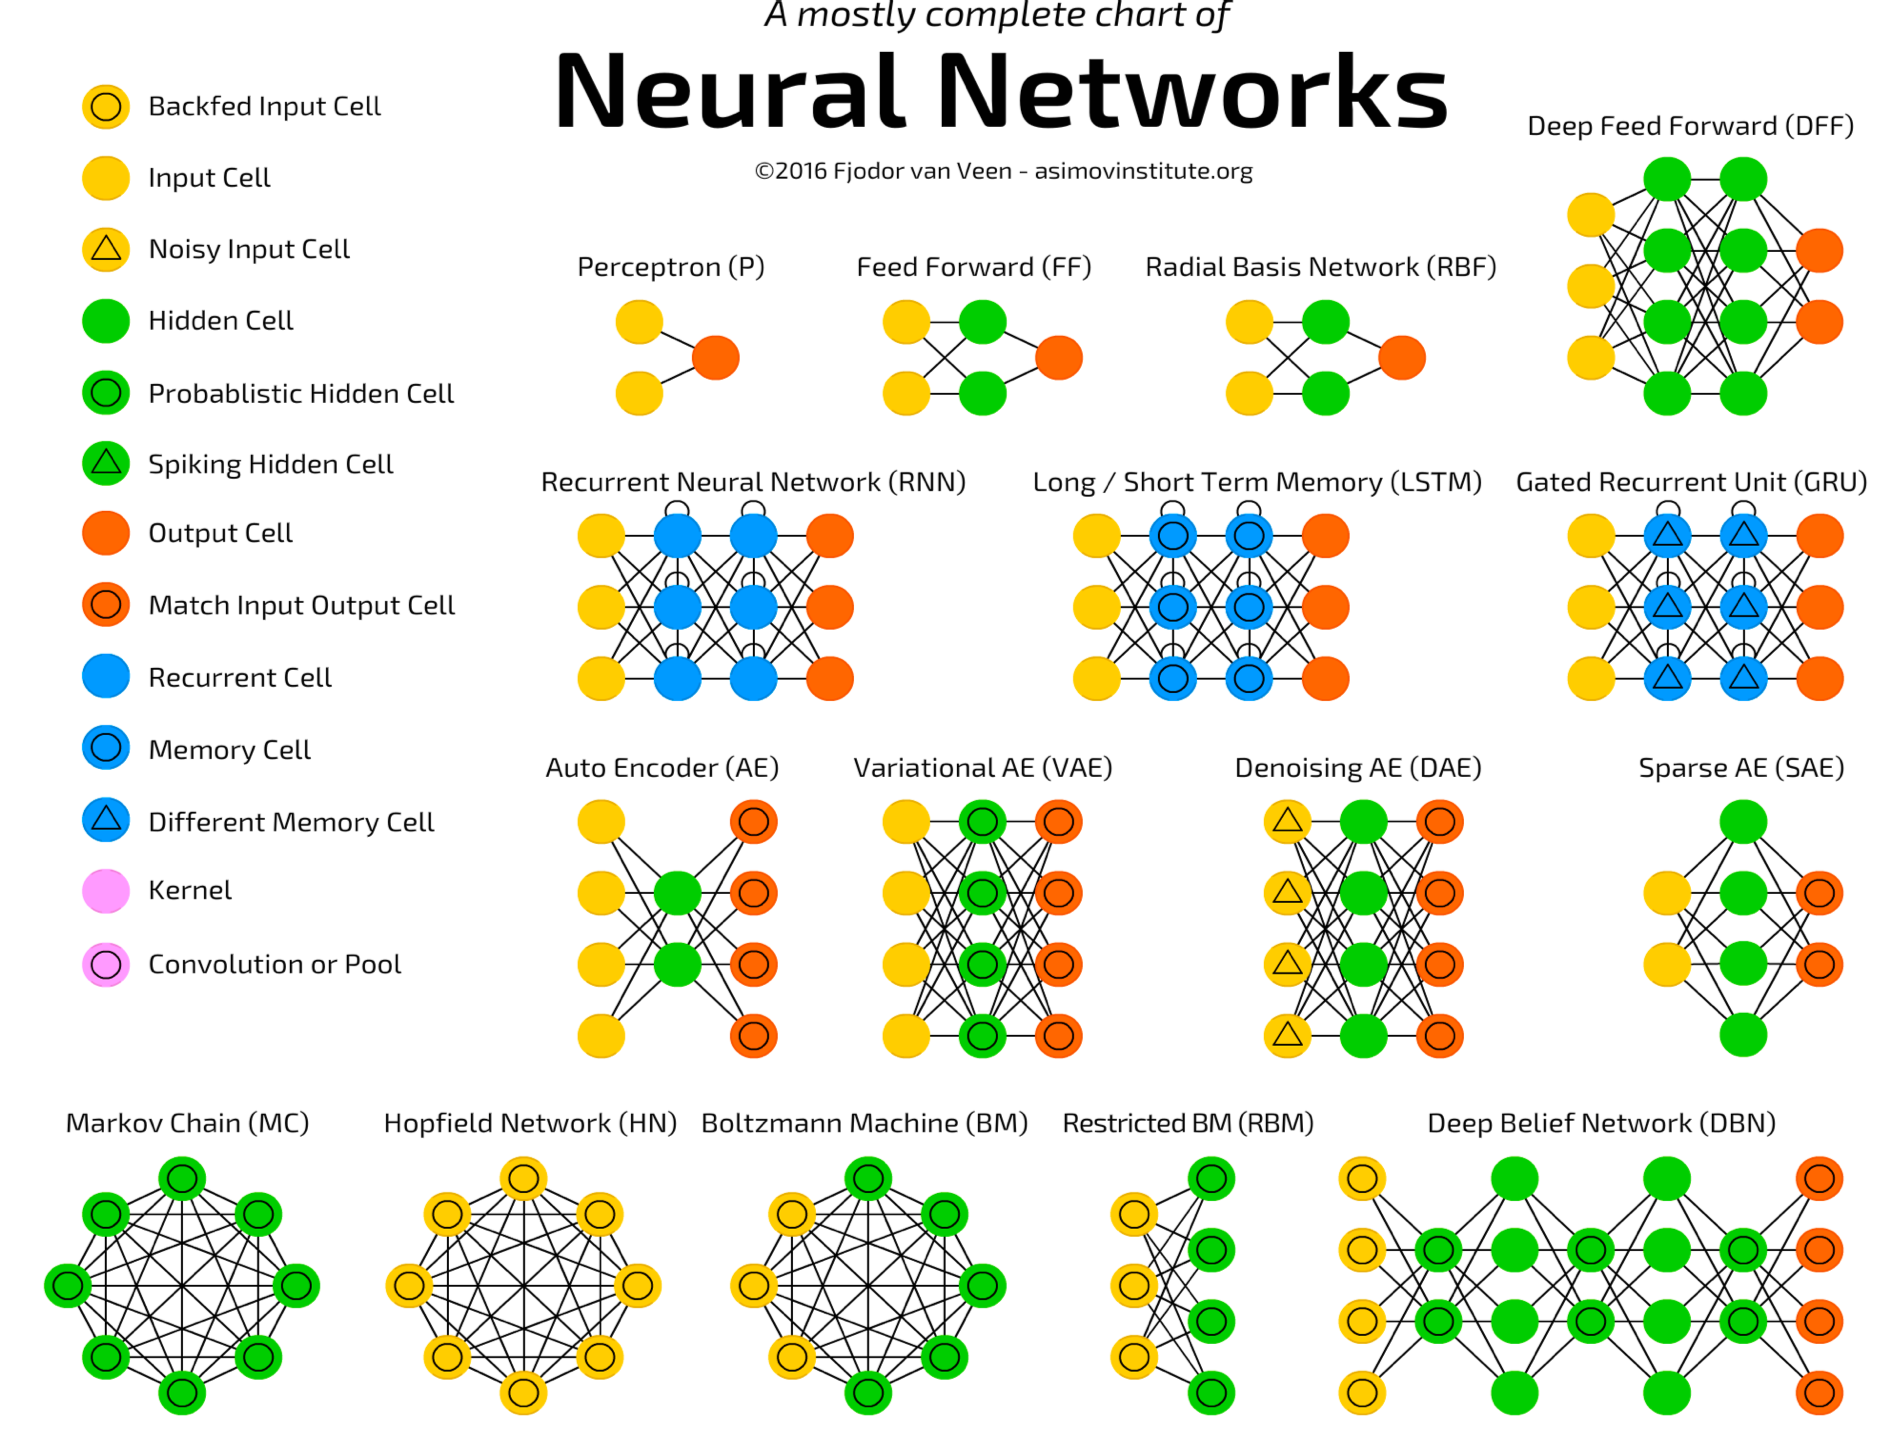 A mostly complete chart of
Neural Networks
©2016 Fjodor van Veen - asimovinstitute.org
Backfed Input Cell
Input Cell
Noisy Input Cell
Hidden Cell
Probablistic Hidden Cell
Spiking Hidden Cell
Output Cell
Match Input Output Cell
Recurrent Cell
Memory Cell
Different Memory Cell
Kernel
Convolution or Pool
Deep Feed Forward (DFF)
Perceptron (P)
Feed Forward (FF)
Radial Basis Network (RBF)
Recurrent Neural Network (RNN)
Long / Short Term Memory (LSTM)
Gated Recurrent Unit (GRU)
Auto Encoder (AE)
Variational AE (VAE)
Denoising AE (DAE)
Sparse AE (SAE)
Markov Chain (MC)
Hopfield Network (HN)
Boltzmann Machine (BM)
Restricted BM (RBM)
Deep Belief Network (DBN)